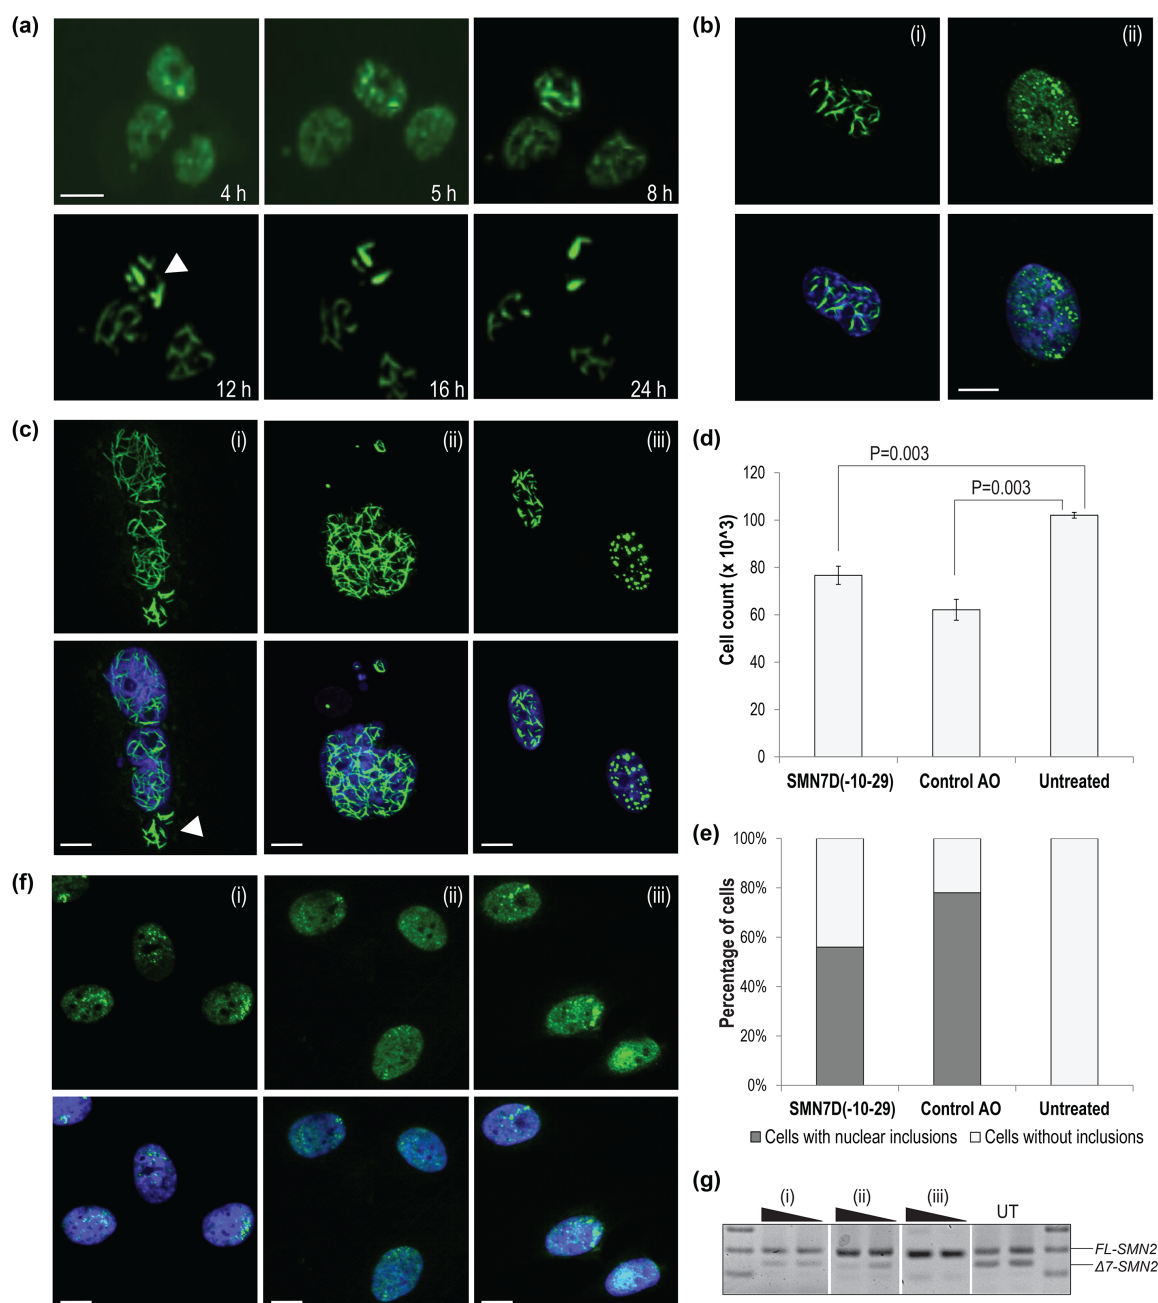 (a)
4 h
5 h
8 h
12 h
16 h
24 h
(b)
(i)
(ii)
(c)
(i)
(ii)
(iii)
(d)
P=0.003
P=0.003
Cell count (x 10^3)
120
100
80
60
40
20
0
SMN7D(-10-29)
Control AO
Untreated
(e)
Percentage of cells
100%
80%
60%
40%
20%
0%
SMN7D(-10-29)
Control AO
Untreated
Cells with nuclear inclusions
Cells without inclusions
(f)
(i)
(ii)
(iii)
(g)
(i)
(ii)
(iii)
UT
FL-SMN2
Δ7-SMN2